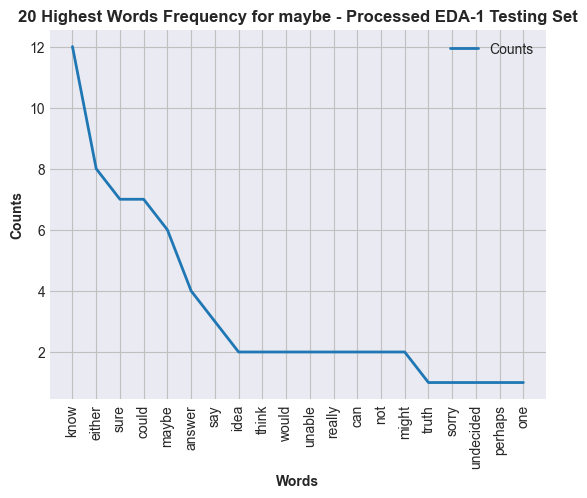 20 Highest Words Frequency for maybe - Processed EDA-1 Testing Set
Counts
12
10
8
6
4
2
Counts
know
either
sure
could
maybe
answer
say
idea
think
would
unable
really
can
not
might
truth
sorry
undecided
perhaps
one
Words